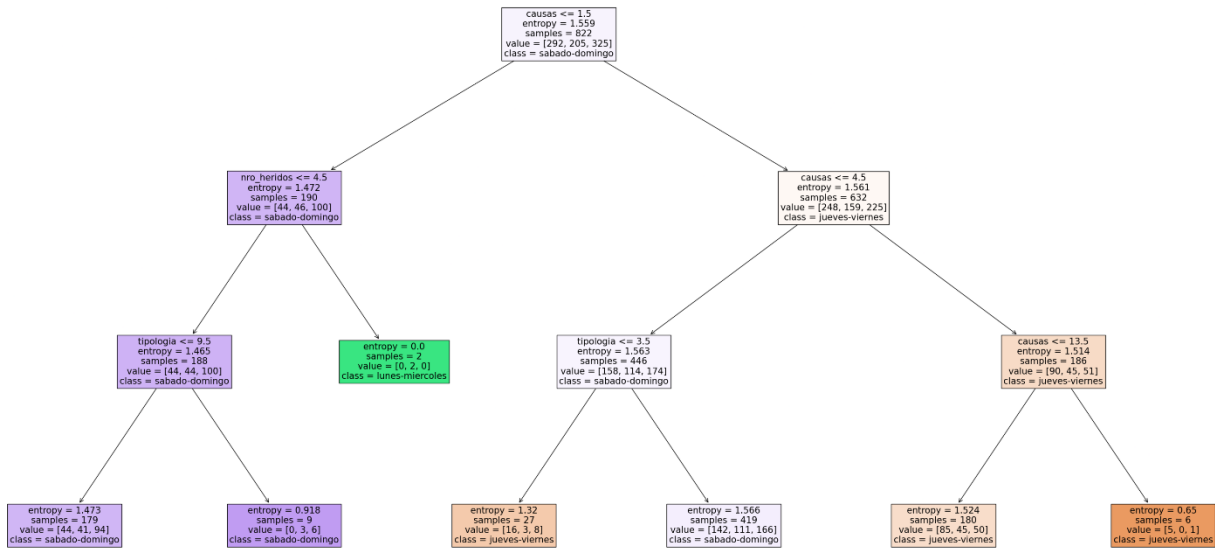 causas <= 1.5
entropy = 1.559
samples = 822
value = [292, 205, 325]
class = sabado-domingo
nro_heridos <= 4.5
entropy = 1.472
samples = 190
value = [44, 46, 100]
class = sabado-domingo
causas <= 4.5
entropy = 1.561
samples = 632
value = [248, 159, 225]
class = jueves-viernes
tipologia <= 9.5
entropy = 1.465
samples = 188
value = [44, 44, 100]
class = sabado-domingo
entropy = 0.0
samples = 2
value = [0, 2, 0]
class = lunes-miercoles
tipologia <= 3.5
entropy = 1.563
samples = 446
value = [158, 114, 174]
class = sabado-domingo
causas <= 13.5
entropy = 1.514
samples = 186
value = [90, 45, 51]
class = jueves-viernes
entropy = 1.473
samples = 179
value = [44, 41, 94]
class = sabado-domingo
entropy = 0.918
samples = 9
value = [0, 3, 6]
class = sabado-domingo
entropy = 1.32
samples = 27
value = [16, 3, 8]
class = jueves-viernes
entropy = 1.566
samples = 419
value = [142, 111, 166]
class = sabado-domingo
entropy = 1.524
samples = 180
value = [85, 45, 50]
class = jueves-viernes
entropy = 0.65
samples = 6
value = [5, 0, 1]
class = jueves-viernes